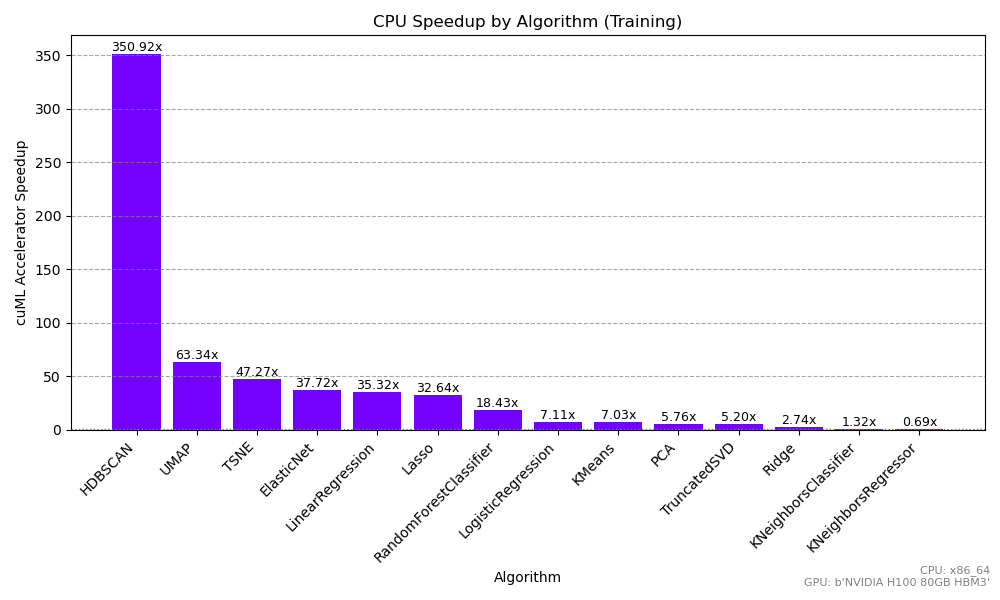 CPU Speedup by Algorithm (Training)
cuML Accelerator Speedup
350
300
250
200
150
100
50
0
350.92x
63.34x
47.27x
37.72x
35.32x
32.64x
18.43x
7.11x
7.03x
5.76x
5.20x
2.74x
1.32x
0.69x
HDBSCAN
UMAP
TSNE
ElasticNet
LinearRegression
Lasso
RandomForestClassifier
LogisticRegression
KMeans
PCA
TruncatedSVD
Ridge
KNeighborsClassifier
KNeighborsRegressor
Algorithm
CPU: x86_64
GPU: b'NVIDIA H100 80GB HBM3'